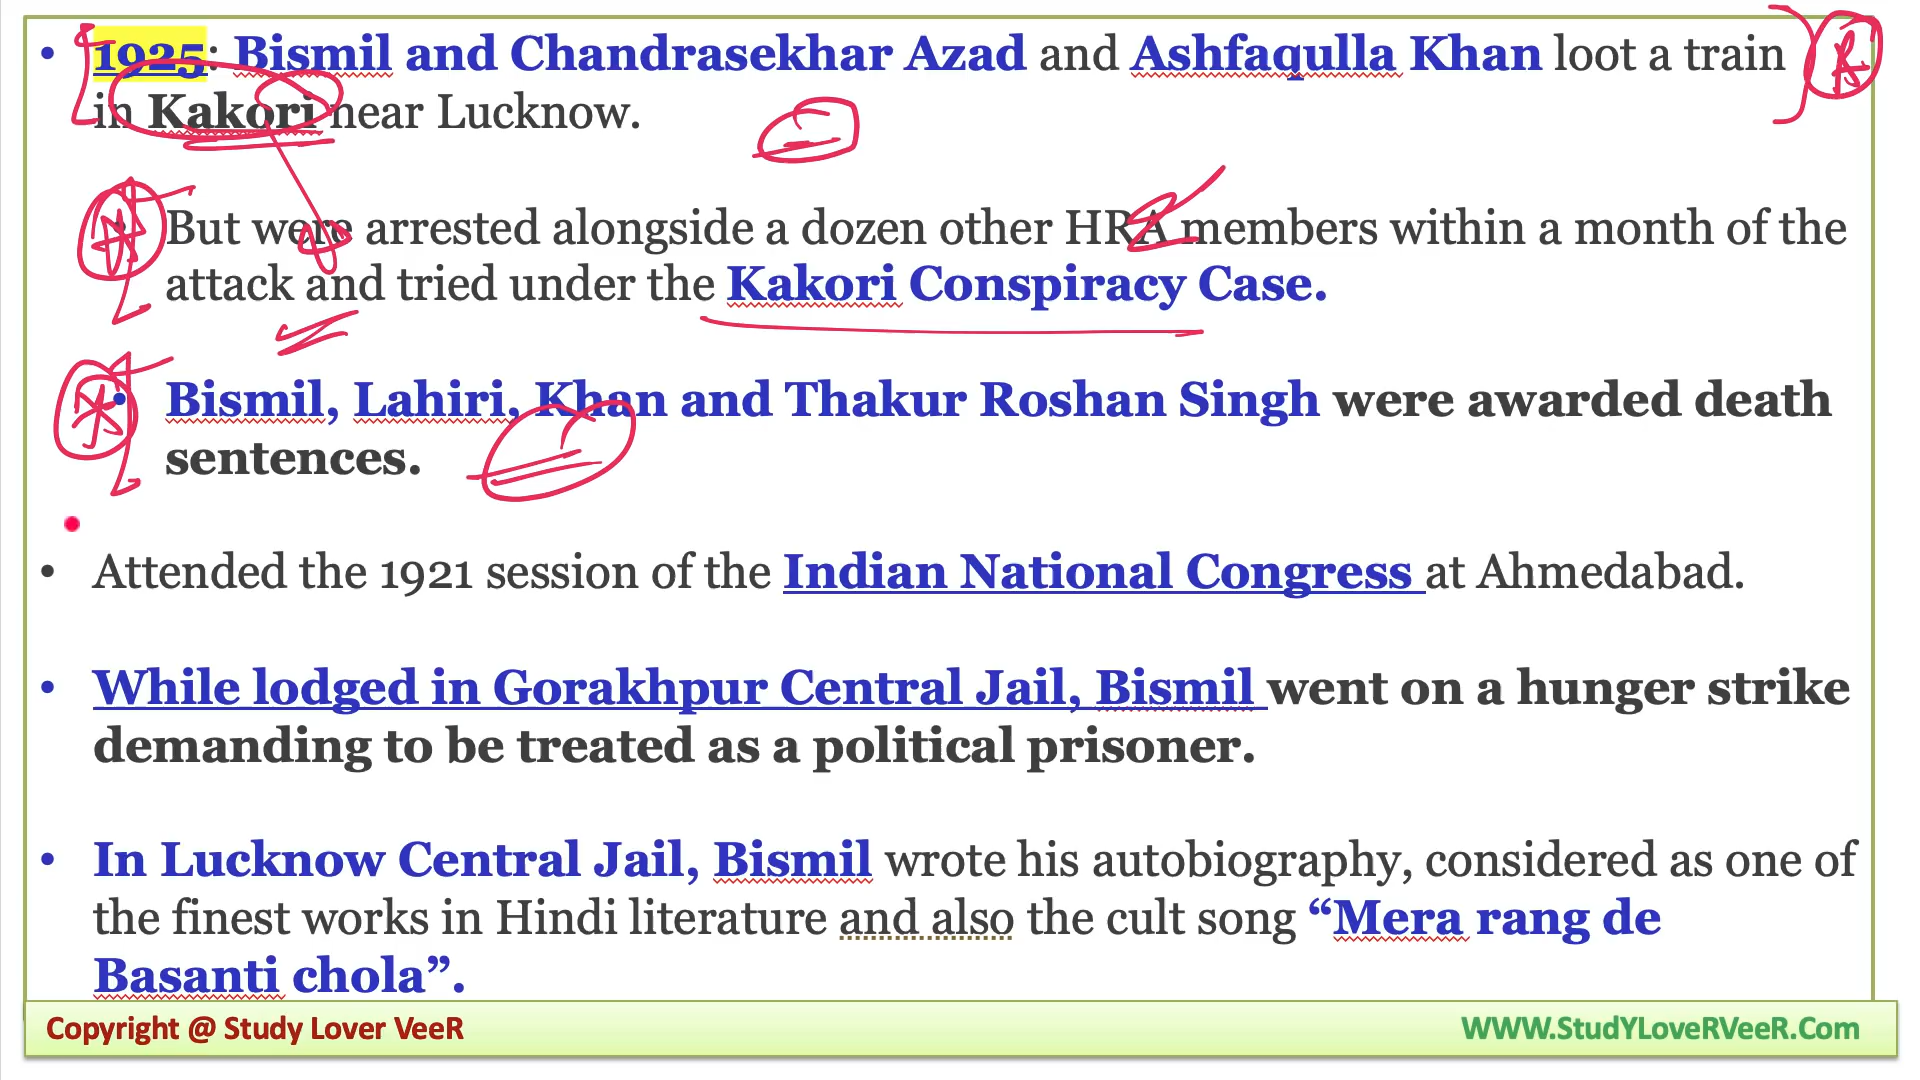 • 1925: Bismil and Chandrasekhar Azad and Ashfaqulla Khan loot a train
in Kakori near Lucknow.
• But were arrested alongside a dozen other HRA members within a month of the
attack and tried under the Kakori Conspiracy Case.
• Bismil, Lahiri, Khan and Thakur Roshan Singh were awarded death
sentences.
• Attended the 1921 session of the Indian National Congress at Ahmedabad.
• While lodged in Gorakhpur Central Jail, Bismil went on a hunger strike
demanding to be treated as a political prisoner.
• In Lucknow Central Jail, Bismil wrote his autobiography, considered as one of
the finest works in Hindi literature and also the cult song “Mera rang de
Basanti chola”.
Copyright @ Study Lover VeeR
WWW.StudYLoveRVeeR.Com